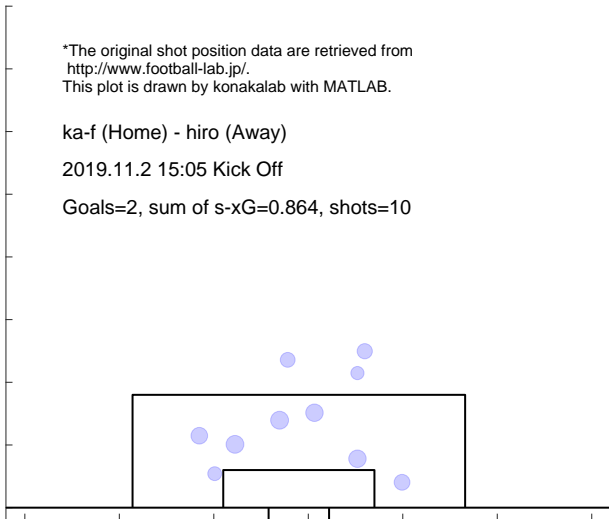 *The original shot position data are retrieved from
http://www.football-lab.jp/.
This plot is drawn by konakalab with MATLAB.
ka-f (Home) - hiro (Away)
2019.11.2 15:05 Kick Off
Goals=2, sum of s-xG=0.864, shots=10